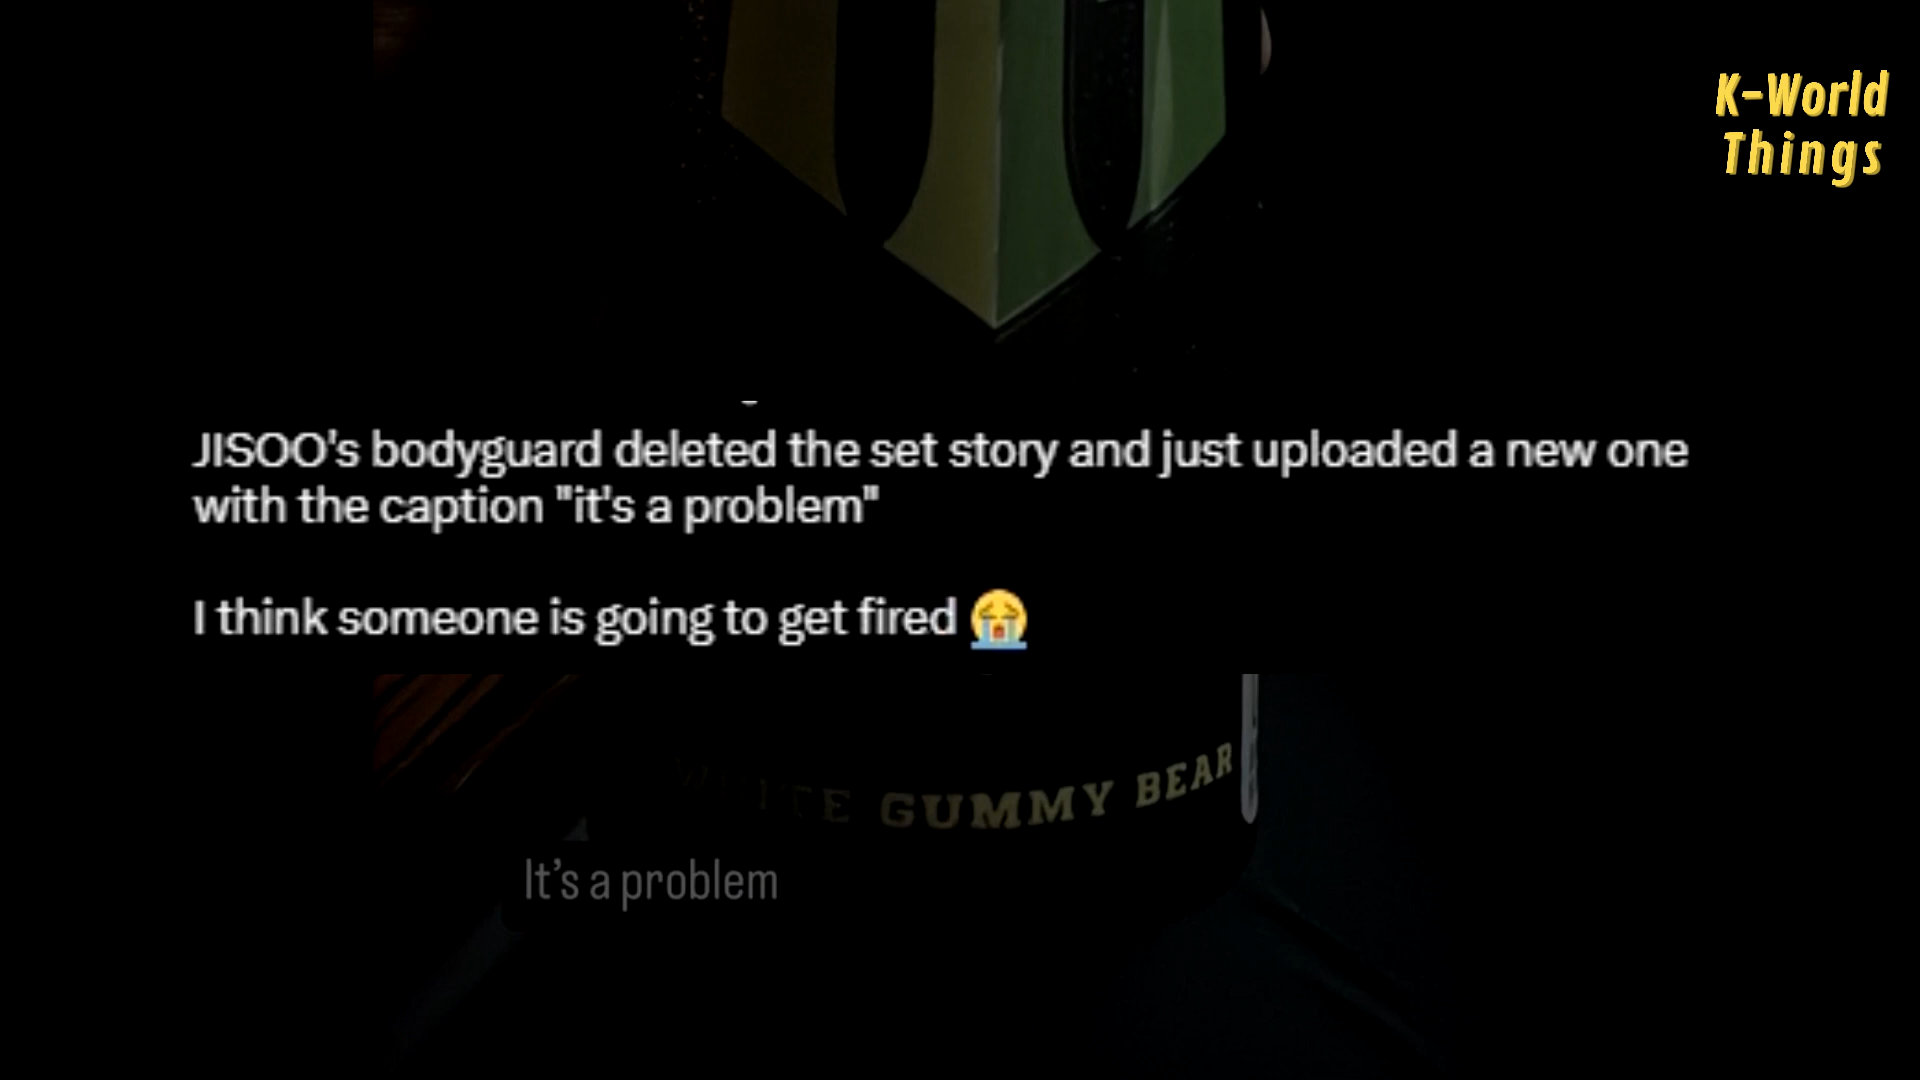 K-World
Things
JISOO's bodyguard deleted the set story and just uploaded a new one
with the caption "it's a problem"
I think someone is going to get fired 😭
WHITE GUMMY BEAR
It's a problem